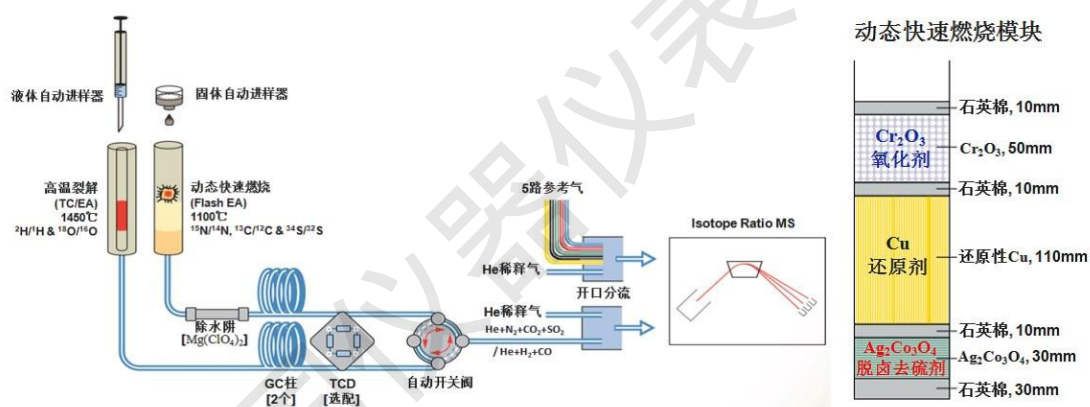 液体自动进样器
固体自动进样器
高温裂解
(TC/EA)
1450℃
²H/¹H & ¹⁸O/¹⁶O
动态快速燃烧
(Flash EA)
1100℃
¹⁵N/¹⁴N, ¹³C/¹²C & ³⁴S/³²S
除水阱
[Mg(ClO₄)₂]
GC柱
[2个]
TCD
[选配]
自动开关阀
5路参考气
He稀释气
开口分流
He稀释气
He+N₂+CO₂+SO₂
/He+H₂+CO
Isotope Ratio MS
动态快速燃烧模块
石英棉, 10mm
Cr₂O₃
氧化剂
Cr₂O₃, 50mm
石英棉, 10mm
Cu
还原剂
还原性Cu, 110mm
石英棉, 10mm
Ag₂Co₃O₄
脱卤去硫剂
Ag₂Co₃O₄, 30mm
石英棉, 30mm